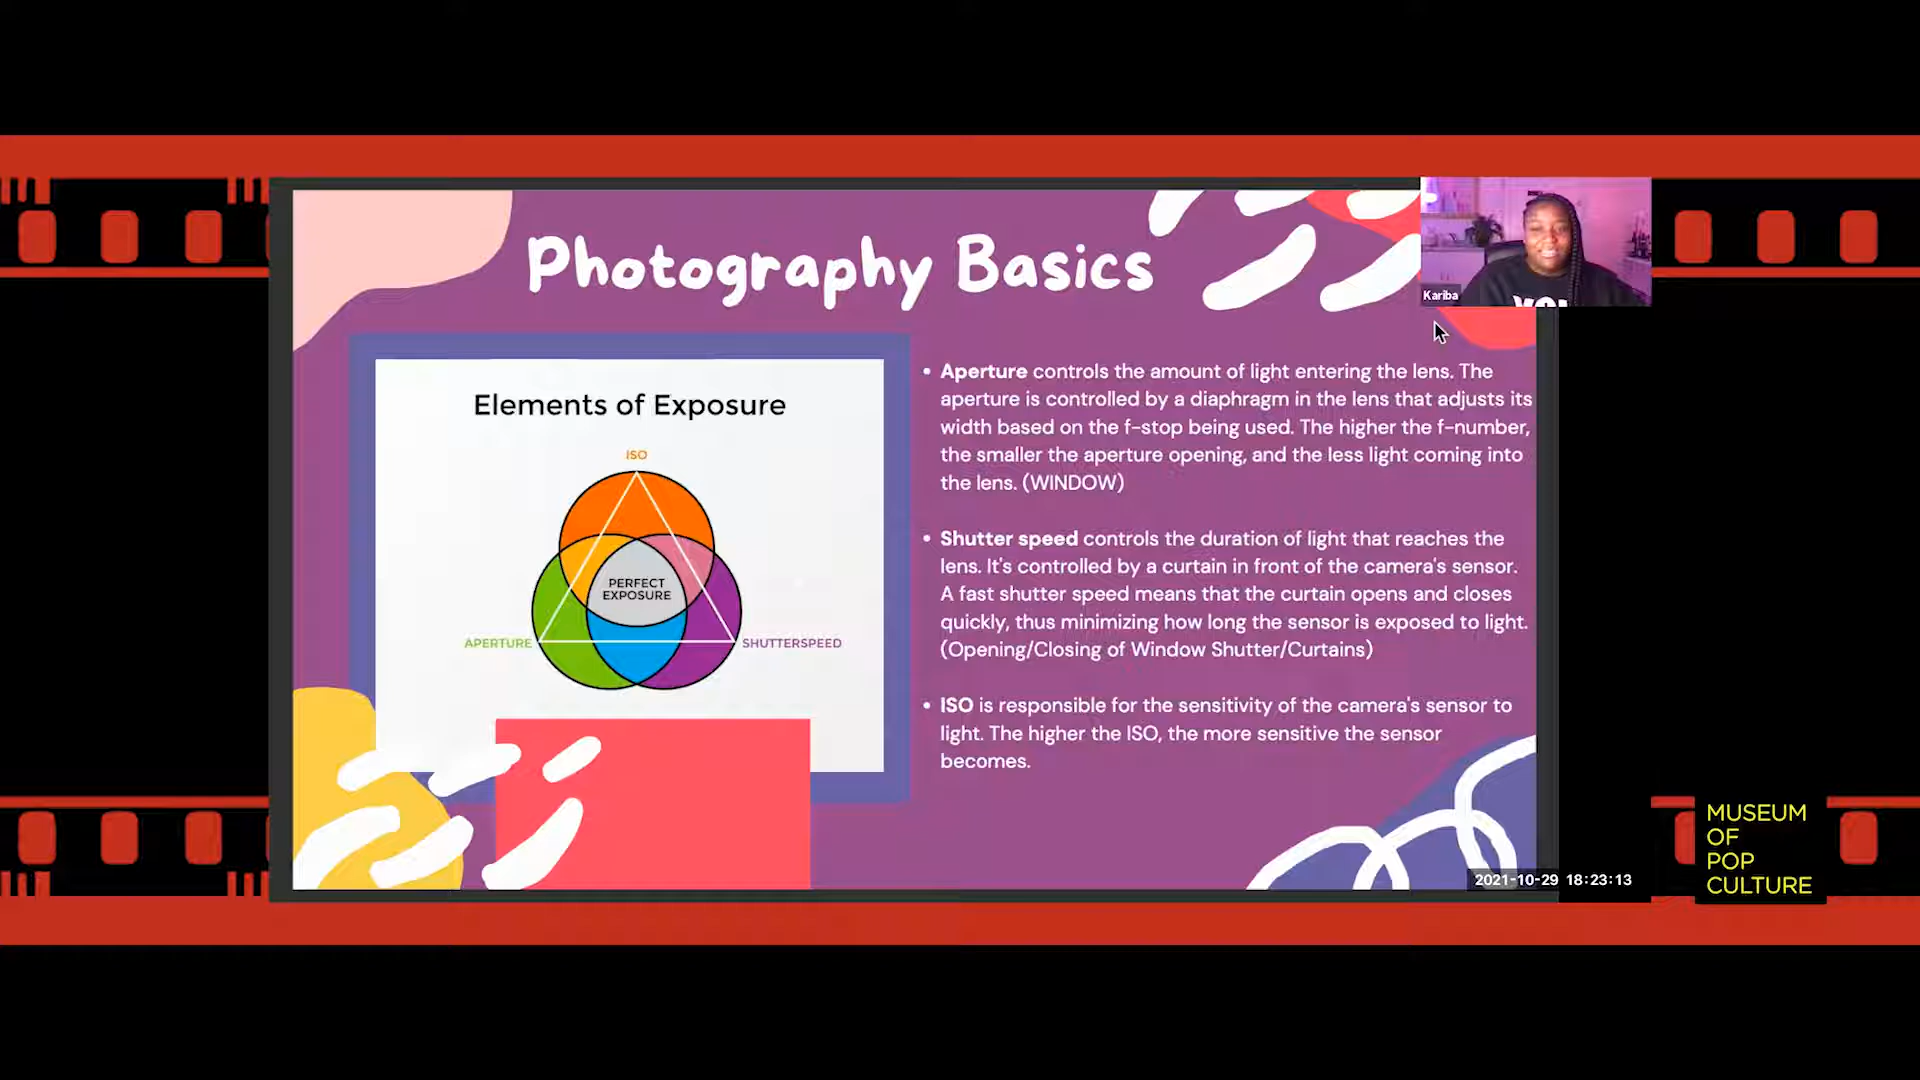 Photography Basics
Kariba
Elements of Exposure
ISO
PERFECT
EXPOSURE
APERTURE
SHUTTERSPEED
• Aperture controls the amount of light entering the lens. The
aperture is controlled by a diaphragm in the lens that adjusts its
width based on the f-stop being used. The higher the f-number,
the smaller the aperture opening, and the less light coming into
the lens. (WINDOW)
• Shutter speed controls the duration of light that reaches the
lens. It's controlled by a curtain in front of the camera's sensor.
A fast shutter speed means that the curtain opens and closes
quickly, thus minimizing how long the sensor is exposed to light.
(Opening/Closing of Window Shutter/Curtains)
• ISO is responsible for the sensitivity of the camera's sensor to
light. The higher the ISO, the more sensitive the sensor
becomes.
2021-10-29 18:23:13
MUSEUM
OF
POP
CULTURE